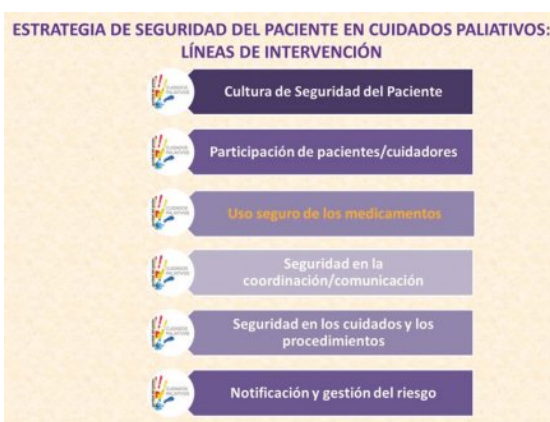 ESTRATEGIA DE SEGURIDAD DEL PACIENTE EN CUIDADOS PALIATIVOS:
LÍNEAS DE INTERVENCIÓN
Cultura de Seguridad del Paciente
Participación de pacientes/cuidadores
Uso seguro de los medicamentos
Seguridad en la
coordinación/comunicación
Seguridad en los cuidados y los
procedimientos
Notificación y gestión del riesgo